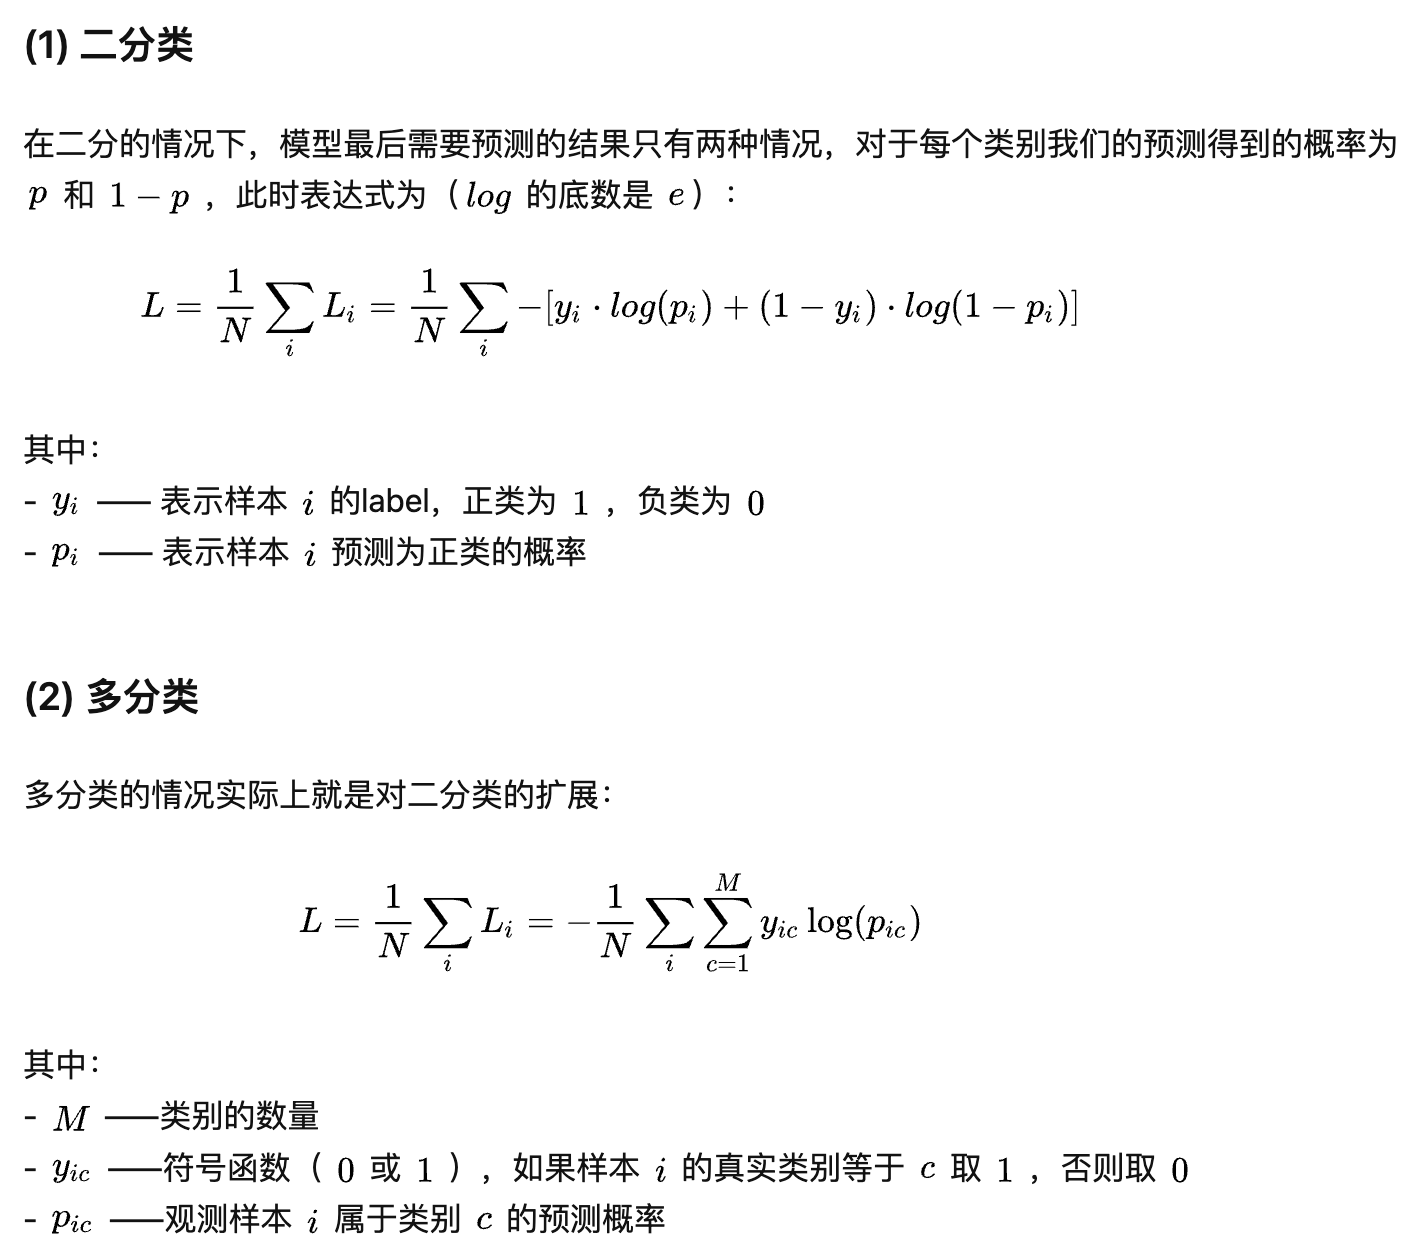 (1) 二分类
在二分的情况下，模型最后需要预测的结果只有两种情况，对于每个类别我们的预测得到的概率为
p 和 1 − p ，此时表达式为（log 的底数是 e）：
L = \frac{1}{N} \sum_{i} L_i = \frac{1}{N} \sum_{i} -[y_i \cdot log(p_i) + (1 - y_i) \cdot log(1 - p_i)]
其中：
- y_i —— 表示样本 i 的label，正类为 1 ，负类为 0
- p_i —— 表示样本 i 预测为正类的概率
(2) 多分类
多分类的情况实际上就是对二分类的扩展：
L = \frac{1}{N} \sum_{i} L_i = -\frac{1}{N} \sum_{i} \sum_{c=1}^{M} y_{ic} \log(p_{ic})
其中：
- M ——类别的数量
- y_{ic} ——符号函数（ 0 或 1 ），如果样本 i 的真实类别等于 c 取 1 ，否则取 0
- p_{ic} ——观测样本 i 属于类别 c 的预测概率